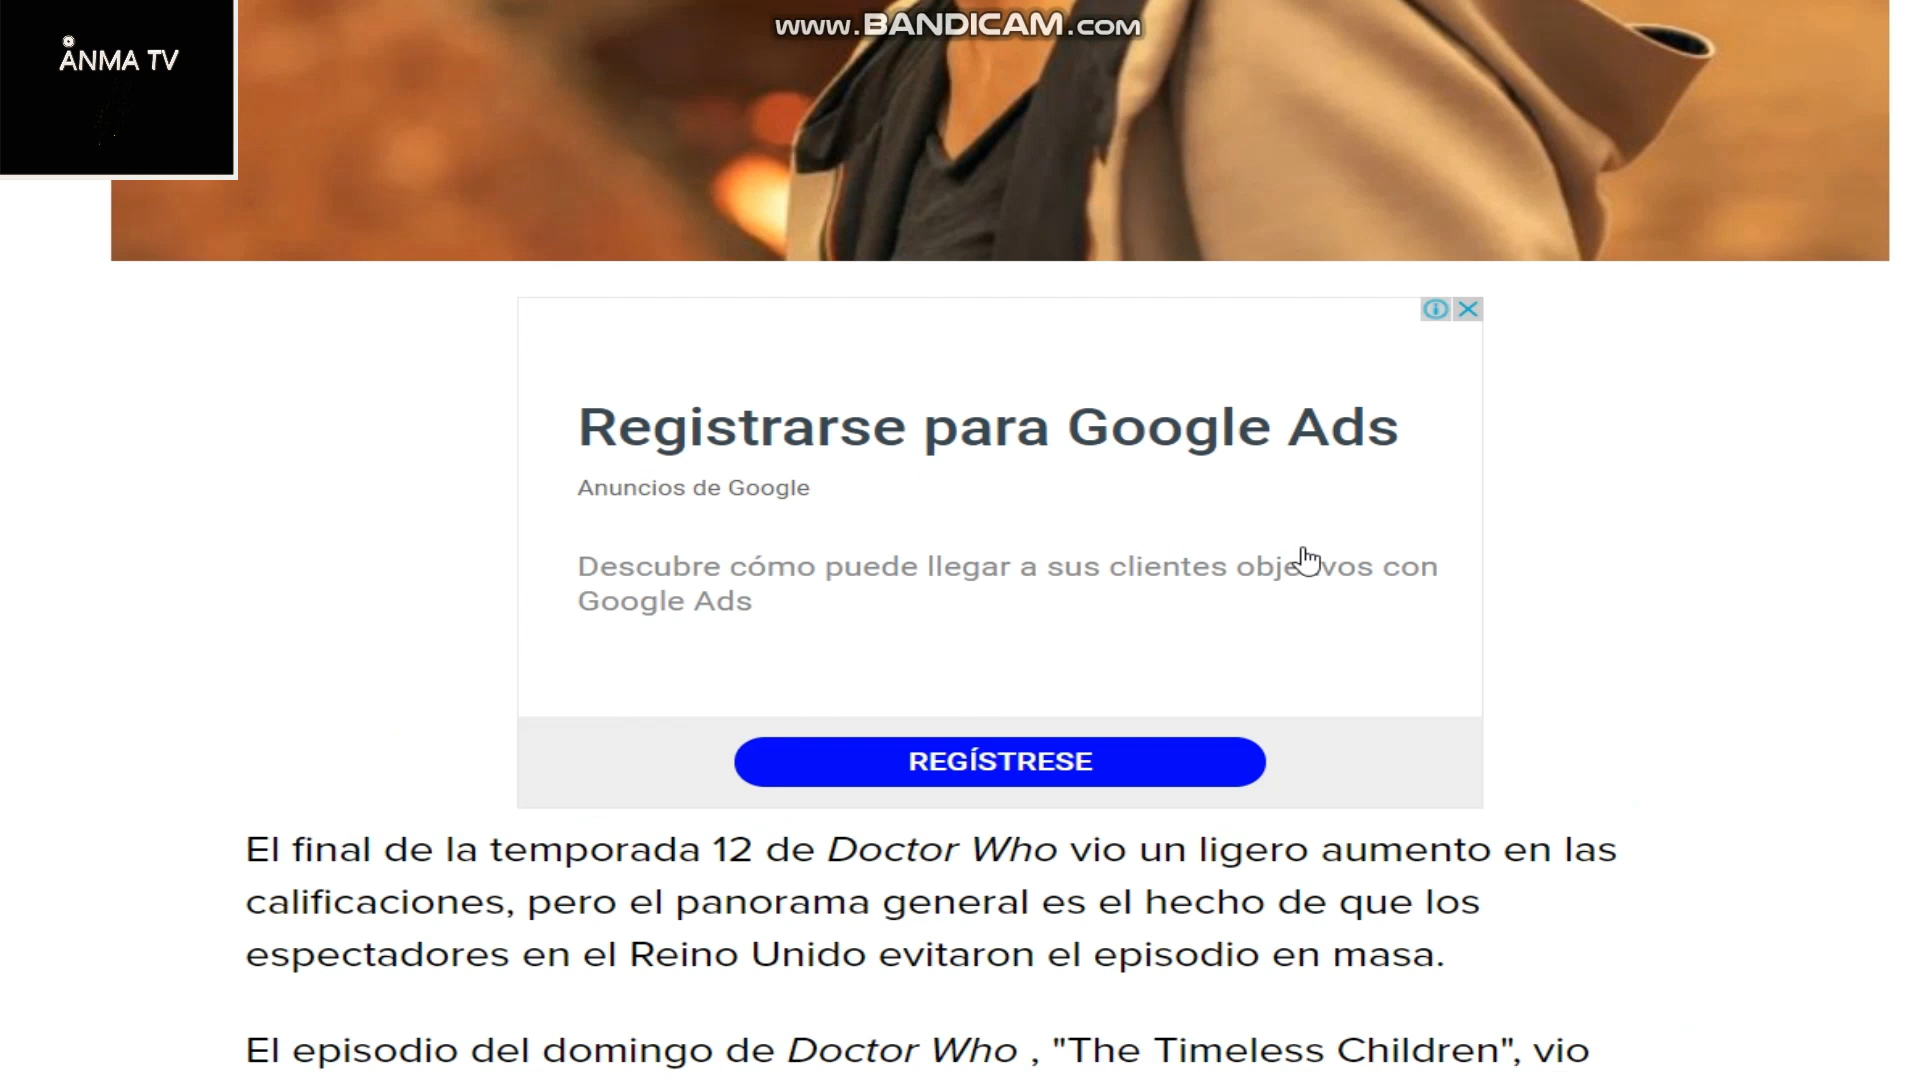 www.BANDICAM.com
ANMA TV
Registrarse para Google Ads
Anuncios de Google
Descubre cómo puede llegar a sus clientes objetivos con
Google Ads
REGÍSTRESE
El final de la temporada 12 de Doctor Who vio un ligero aumento en las
calificaciones, pero el panorama general es el hecho de que los
espectadores en el Reino Unido evitaron el episodio en masa.
El episodio del domingo de Doctor Who , "The Timeless Children", vio